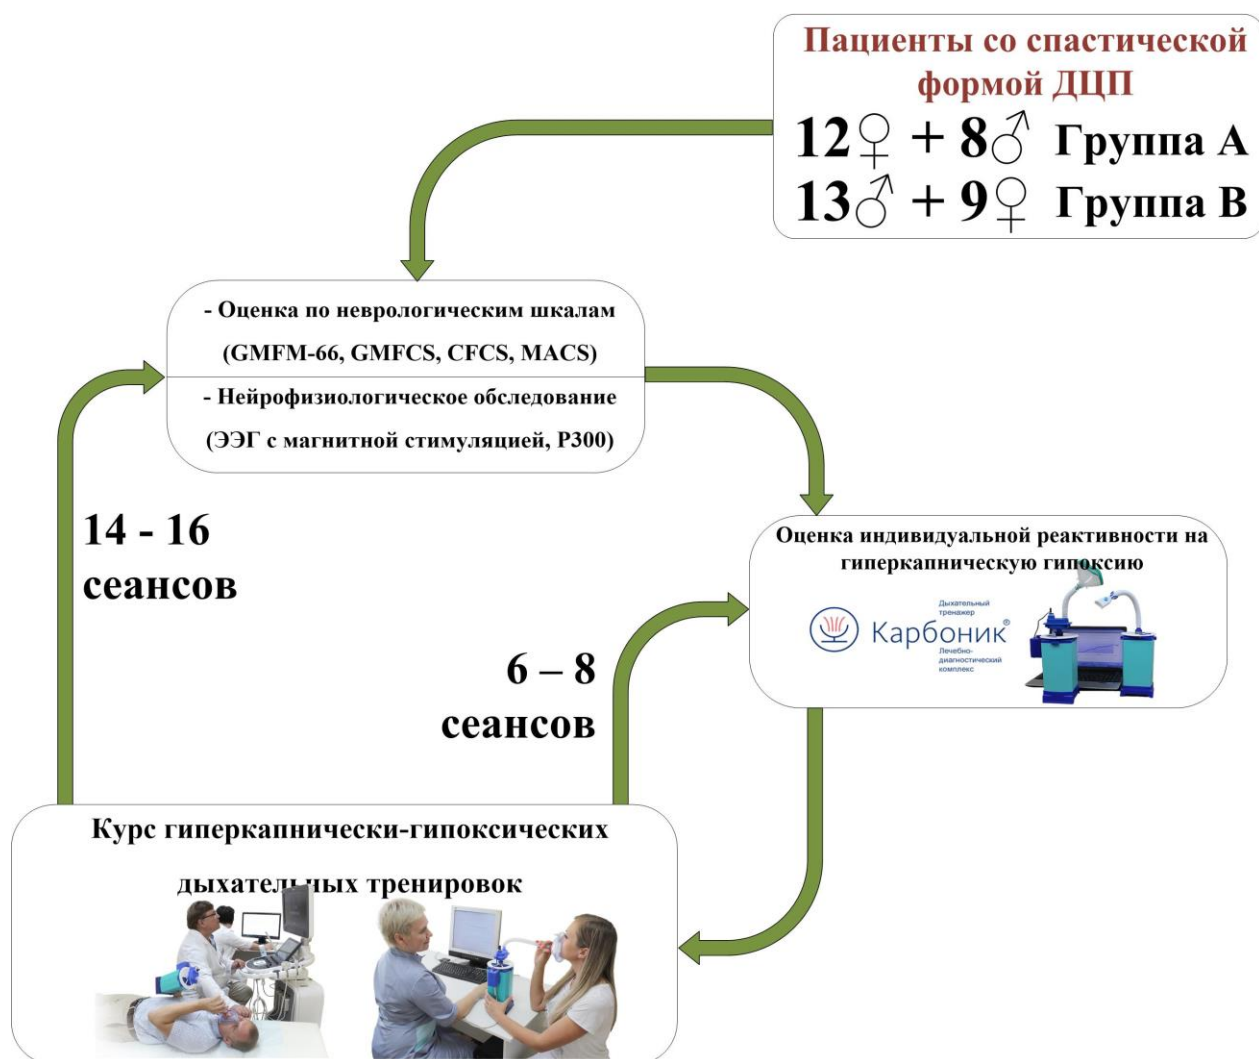 Пациенты со спастической
формой ДЦП
12♀ + 8♂ Группа А
13♂ + 9♀ Группа В
- Оценка по неврологическим шкалам
(GMFM-66, GMFCS, CFCS, MACS)
- Нейрофизиологическое обследование
(ЭЭГ с магнитной стимуляцией, P300)
14 - 16
сеансов
Оценка индивидуальной реактивности на
гиперкапническую гипоксию
Дыхательный
тренажер
Карбоник®
Лечебно-
диагностический
комплекс
6 – 8
сеансов
Курс гиперкапнически-гипоксических
дыхательных тренировок